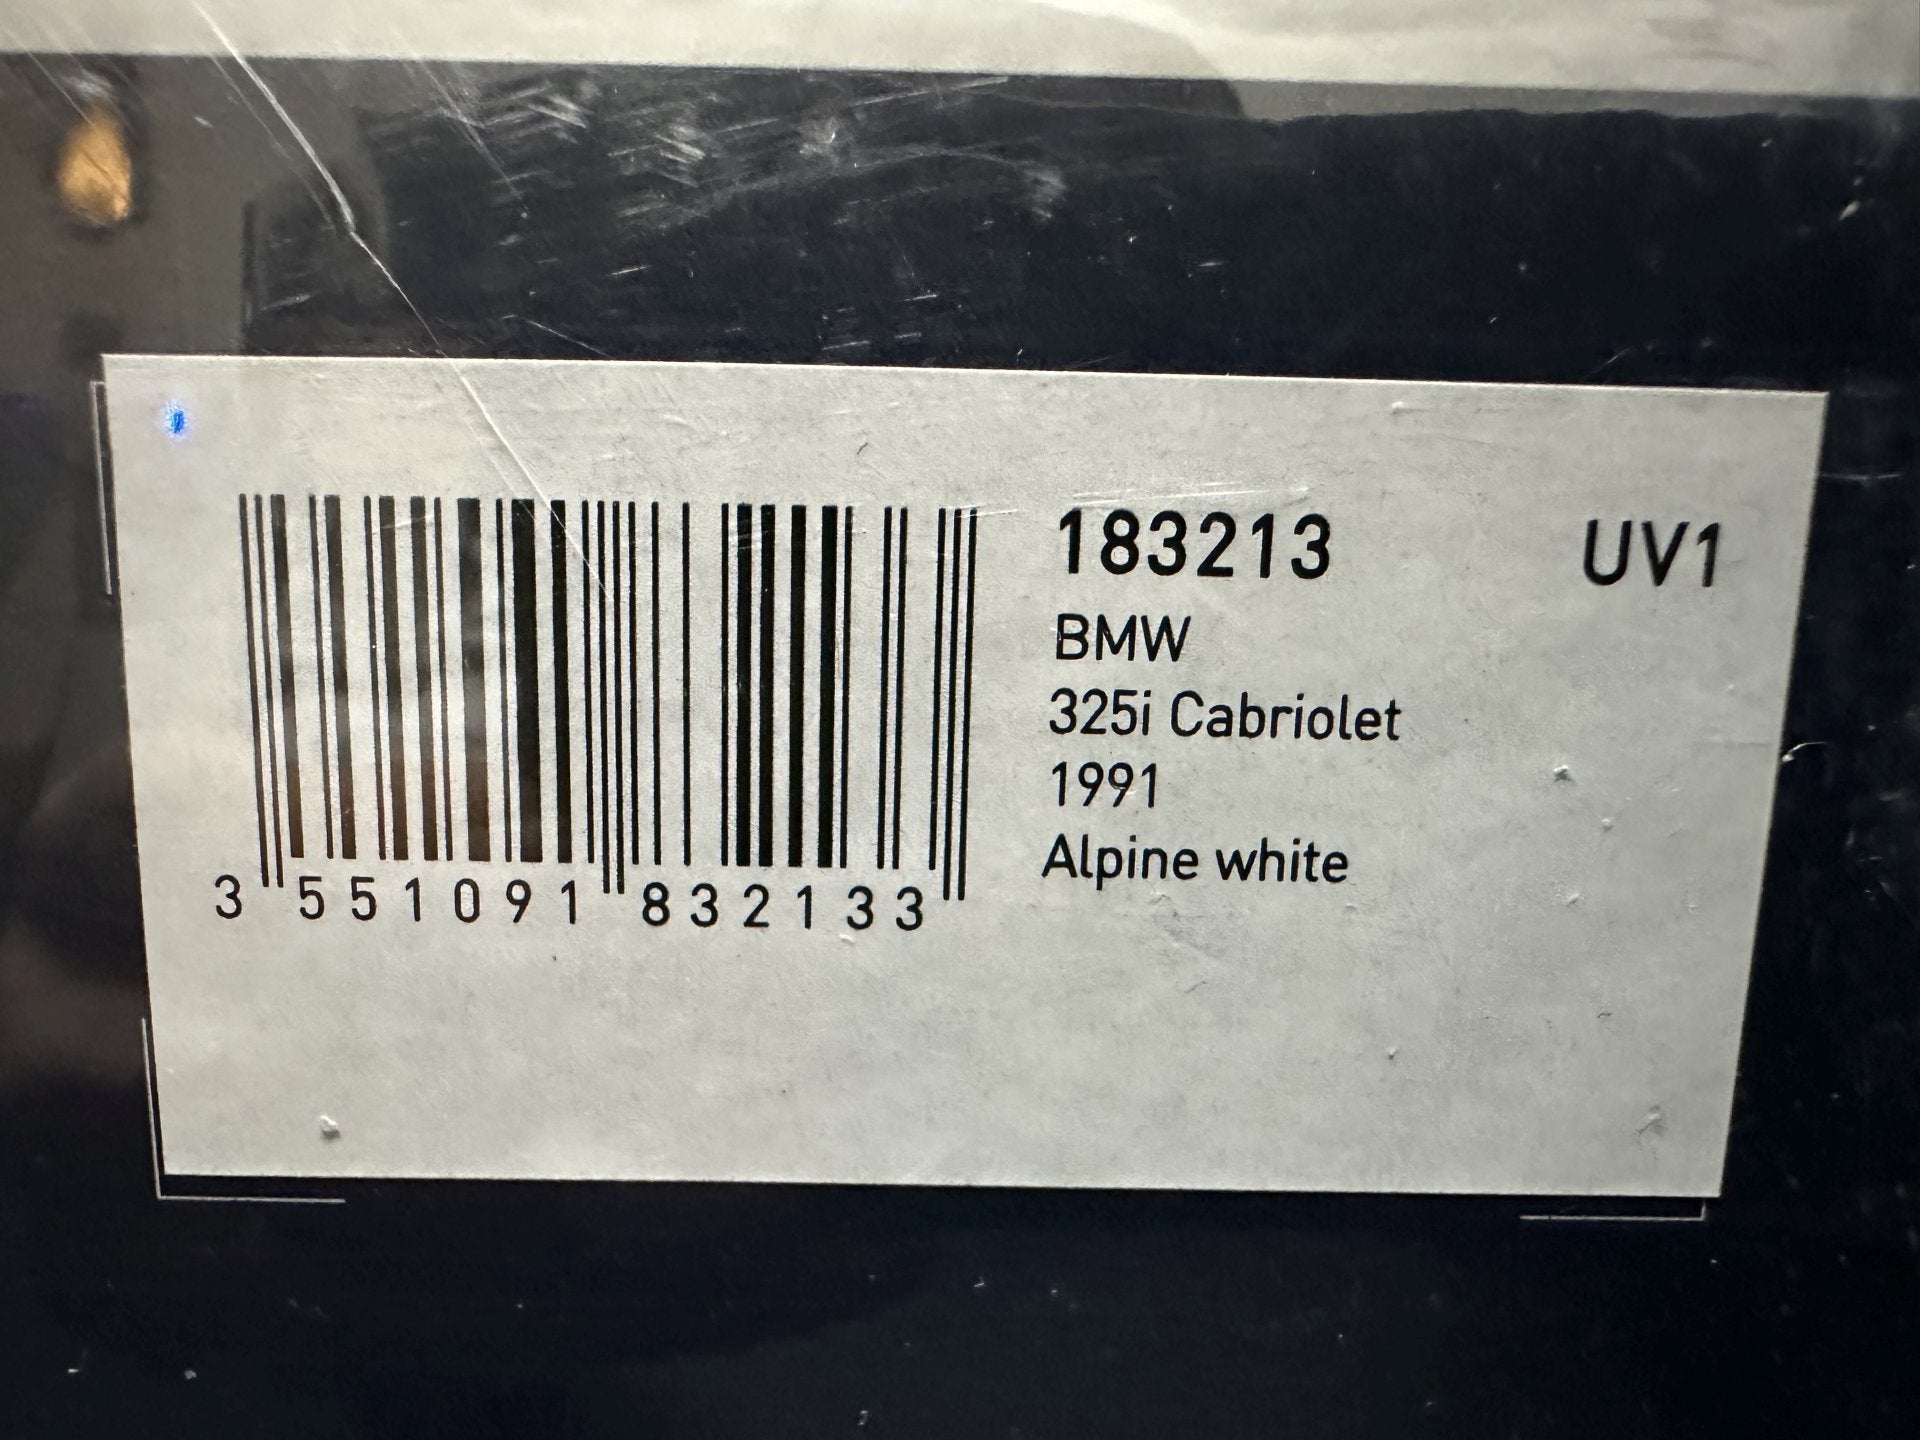 183213 UV1
BMW
325i Cabriolet
1991
Alpine white
3 551091 832133